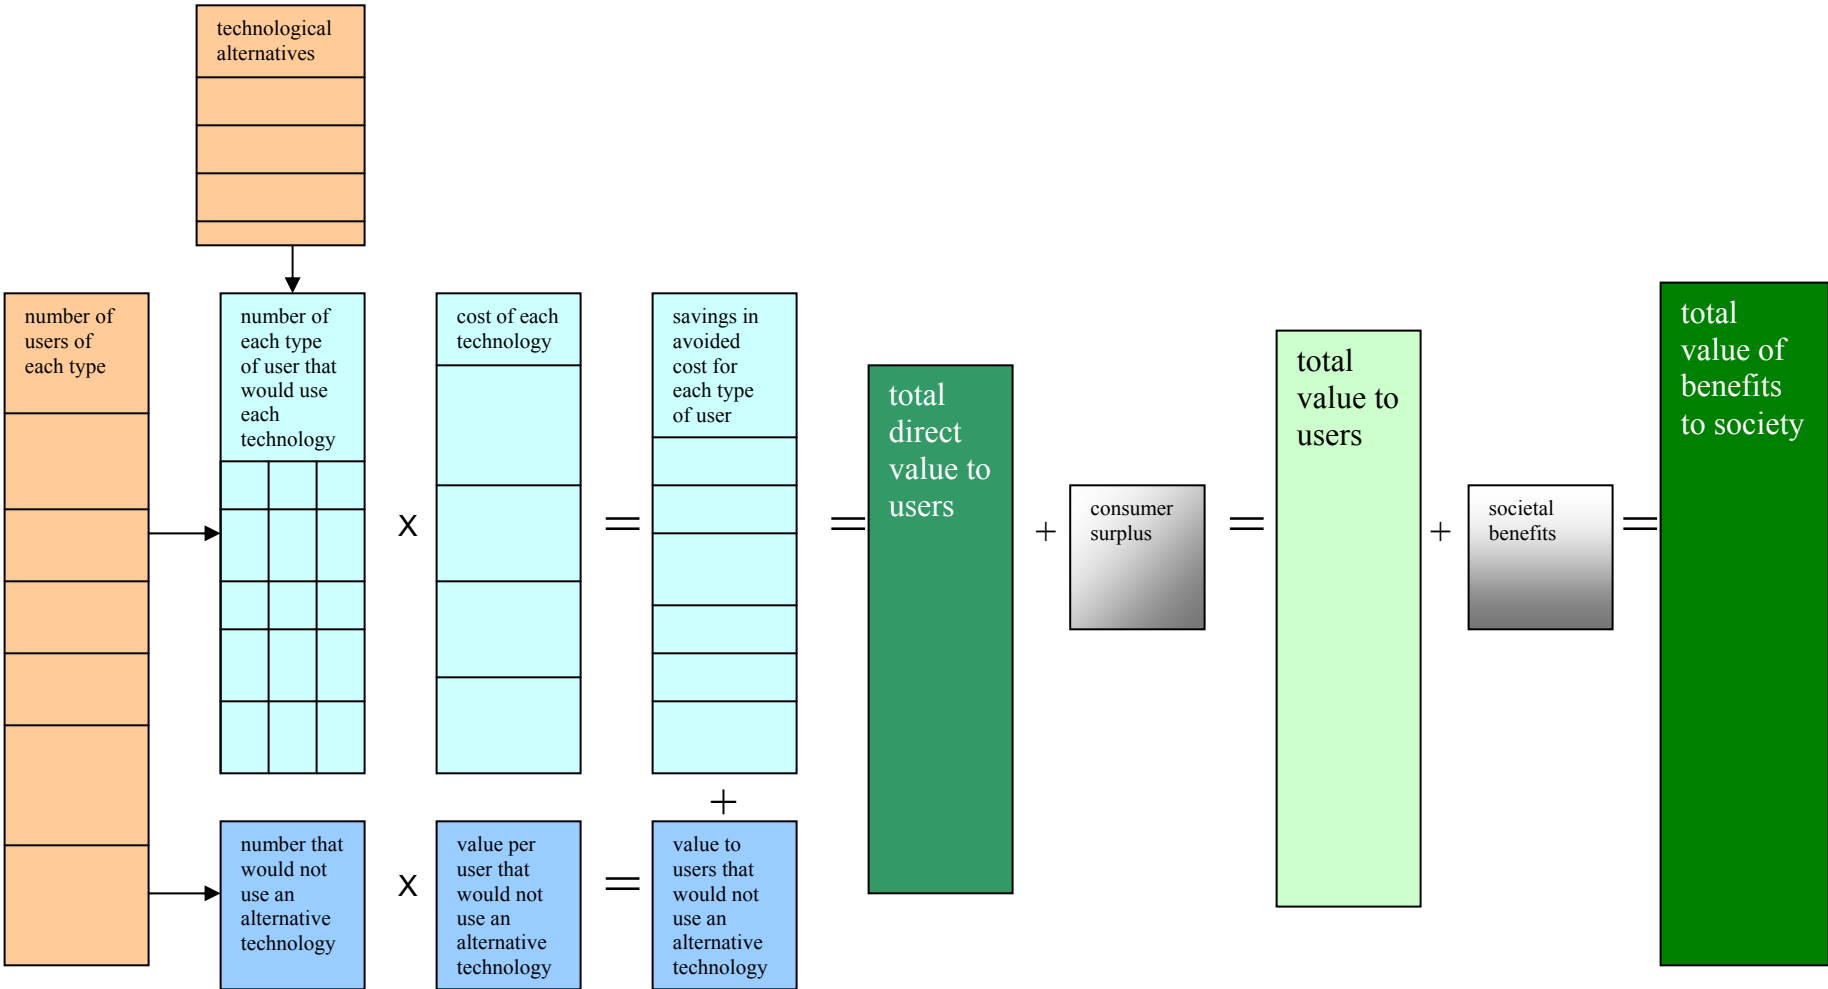 technological
alternatives
number of
users of
each type
number of
each type
of user that
would use
each
technology
x
cost of each
technology
=
savings in
avoided
cost for
each type
of user
=
total
direct
value to
users
+
consumer
surplus
=
total
value to
users
+
societal
benefits
=
total
value of
benefits
to society
+
number that
would not
use an
alternative
technology
x
value per
user that
would not
use an
alternative
technology
=
value to
users that
would not
use an
alternative
technology